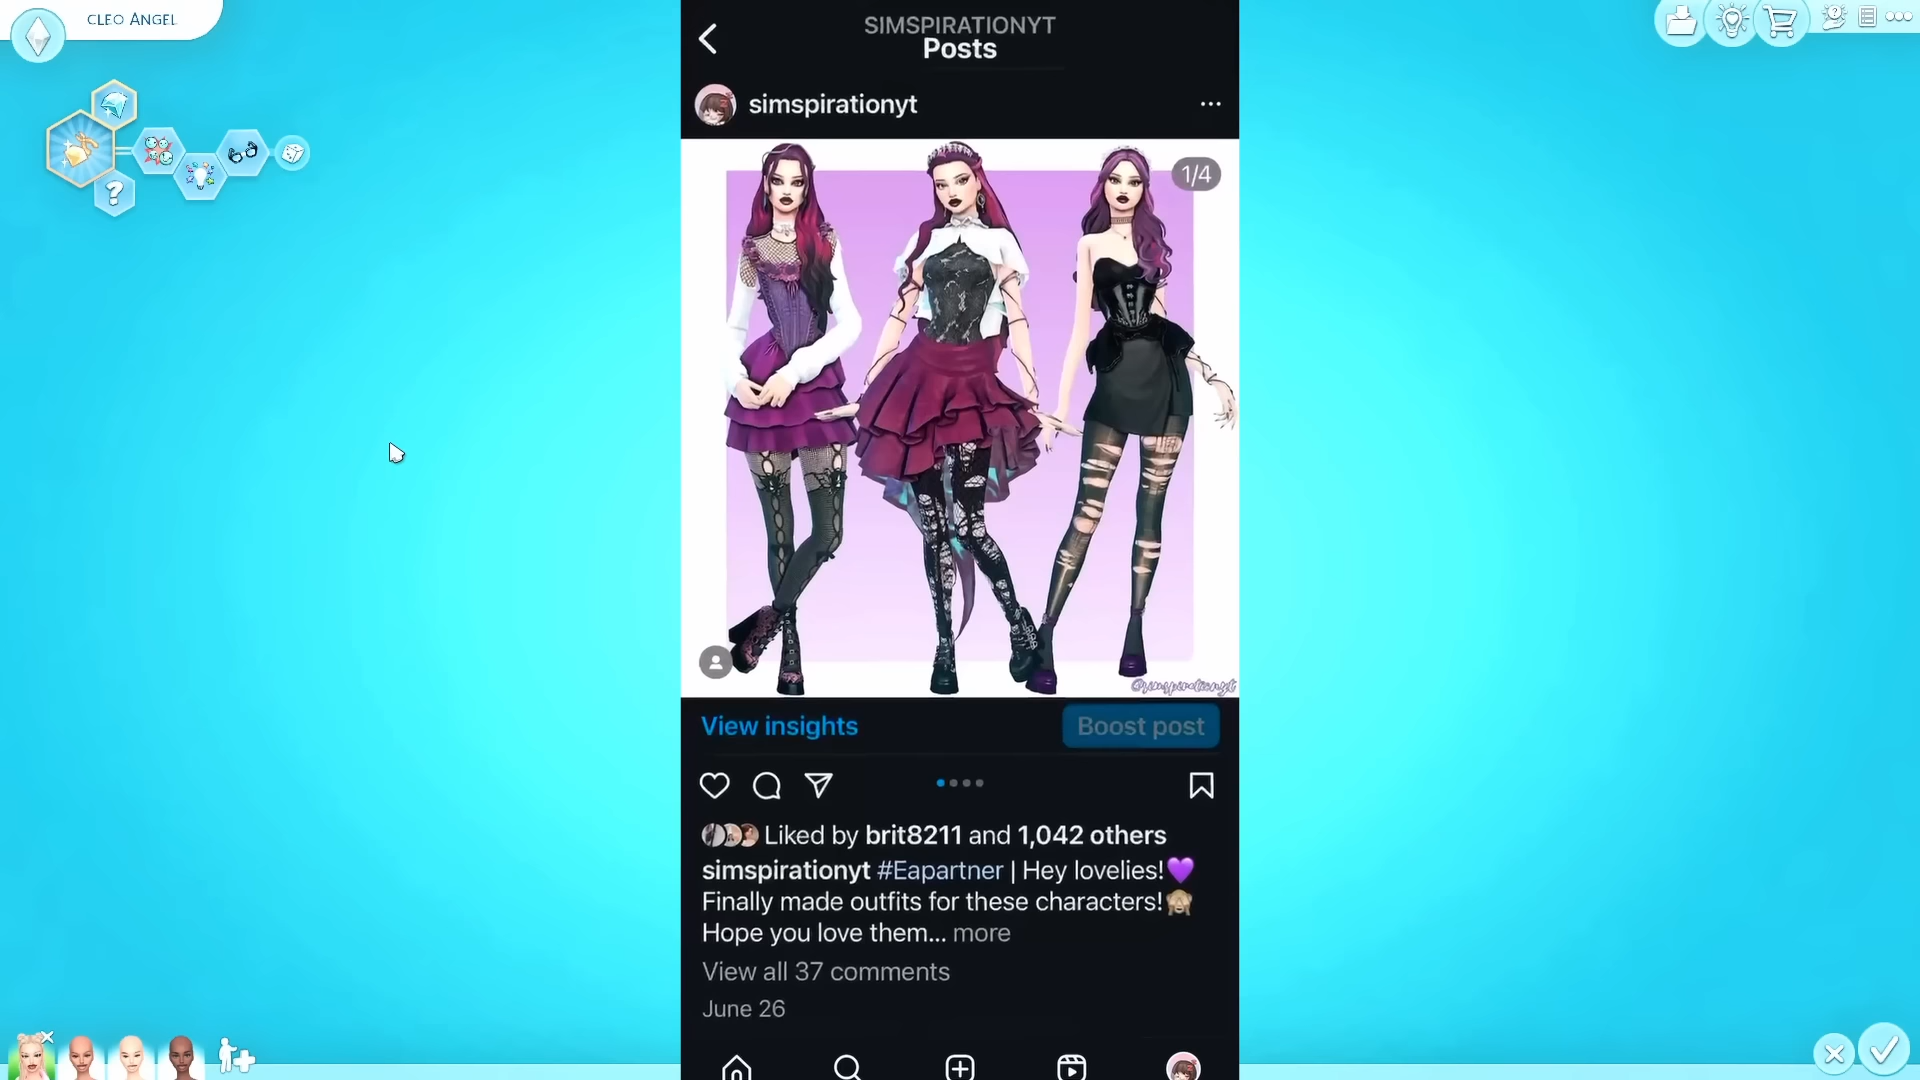 CLEO ANGEL
SIMSPIRATIONYT
Posts
simspirationyt
1/4
@simspirationyt
View insights
Boost post
Liked by brit8211 and 1,042 others
simspirationyt #Eapartner | Hey lovelies!💜
Finally made outfits for these characters!🙈
Hope you love them... more
View all 37 comments
June 26